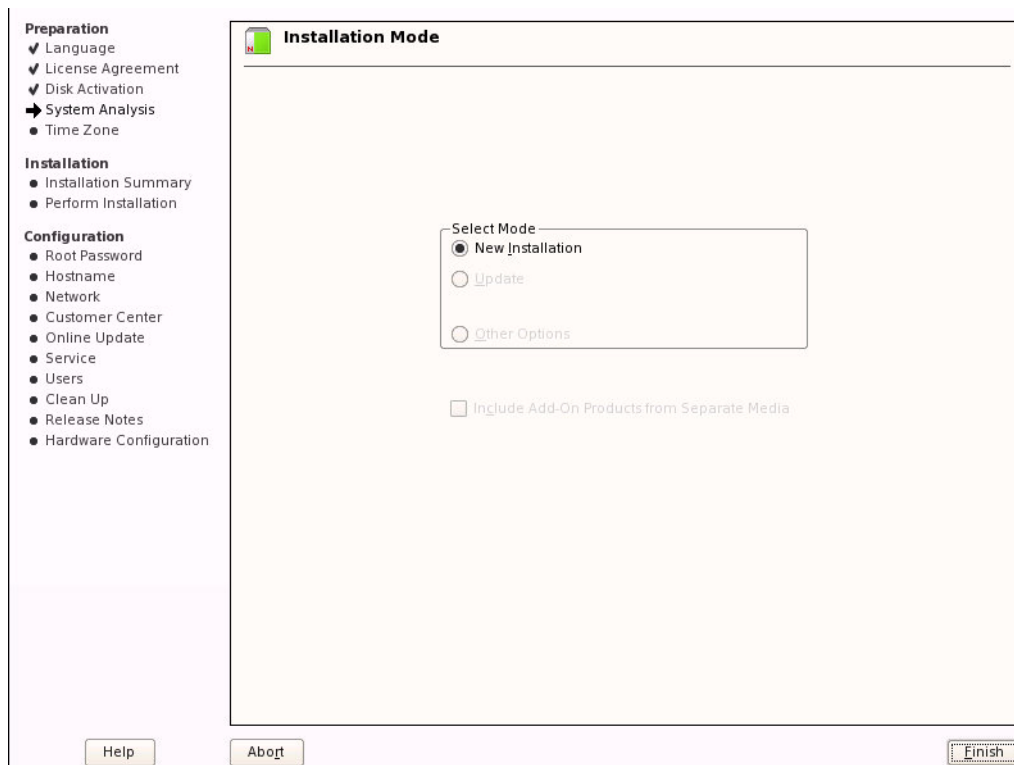 Preparation
Language
License Agreement
Disk Activation
System Analysis
Time Zone
Installation
Installation Summary
Perform Installation
Configuration
Root Password
Hostname
Network
Customer Center
Online Update
Service
Users
Clean Up
Release Notes
Hardware Configuration
N
Installation Mode
Select Mode
New Installation
Update
Other Options
Include Add-On Products from Separate Media
Help
Abort
Finish